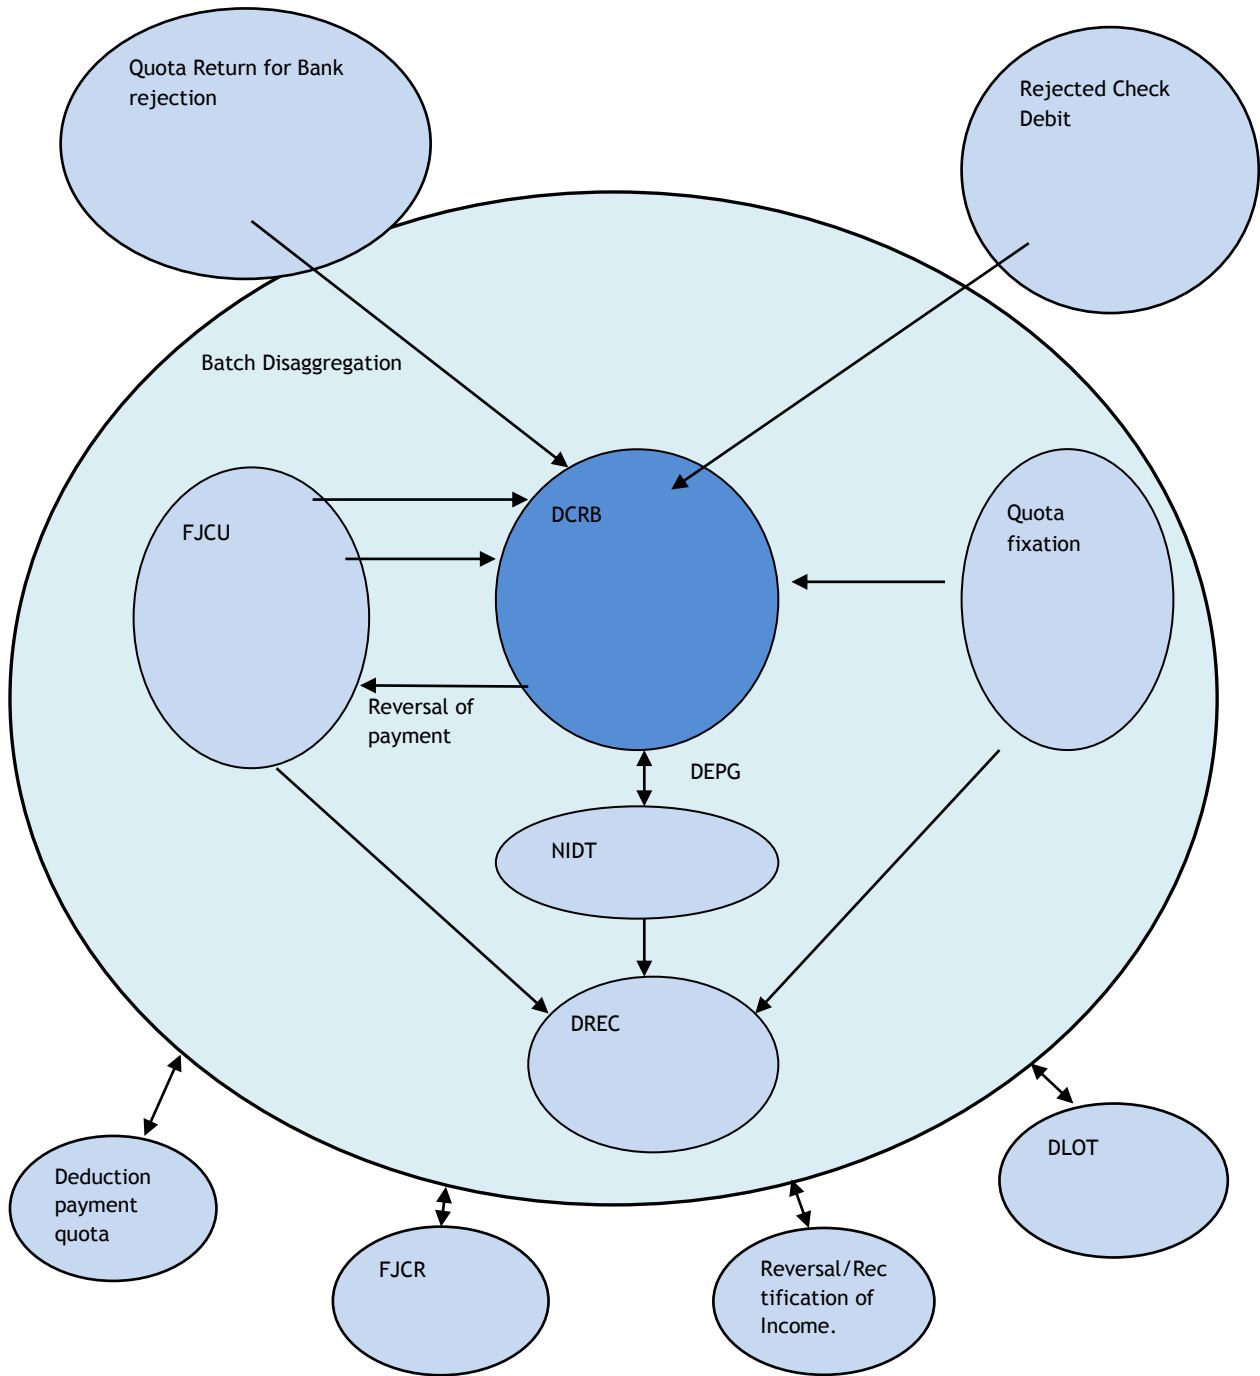 Quota Return for Bank
rejection
Rejected Check
Debit
Batch Disaggregation
FJCU
DCRB
Quota
fixation
Reversal of
payment
DEPG
NIDT
DREC
Deduction
payment
quota
FJCR
Reversal/Rec
tification of
Income.
DLOT